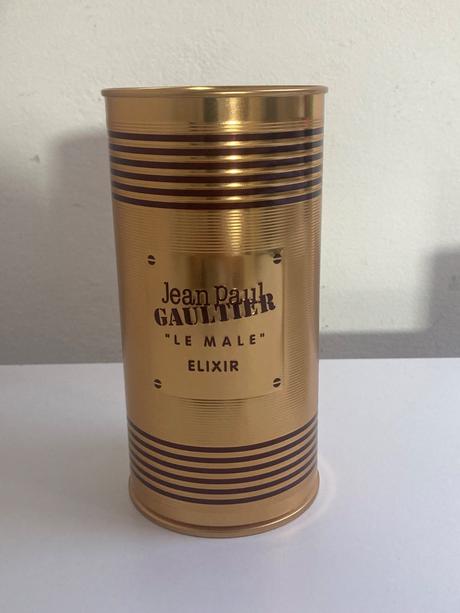 Jean Paul
GAULTIER
"LE MALE"
ELIXIR